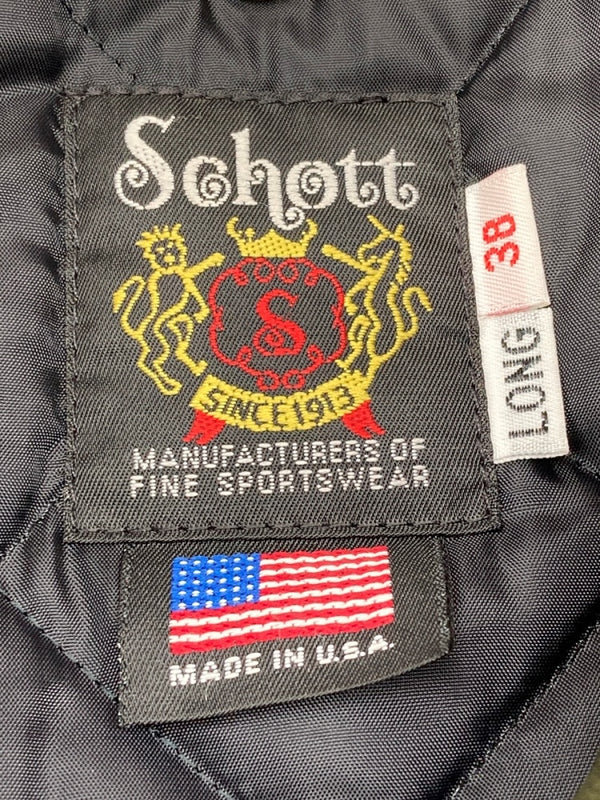 Schott
S
SINCE 1913
MANUFACTURERS OF
FINE SPORTSWEAR
38
LONG
MADE IN U.S.A.